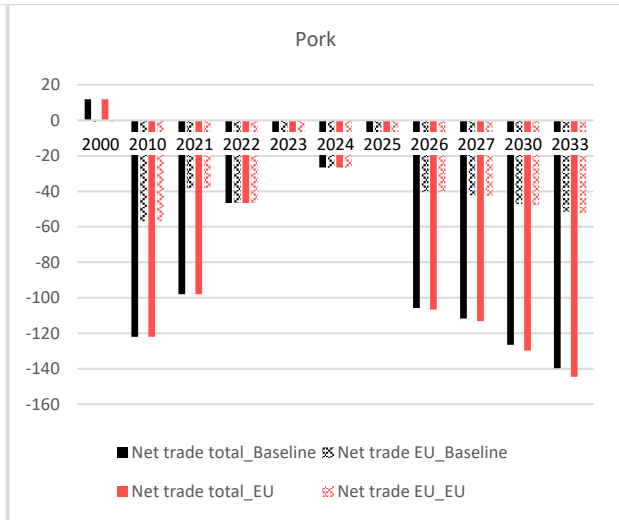 Pork
20
0
2000 2010 2021 2022 2023 2024 2025 2026 2027 2030 2033
-20
-40
-60
-80
-100
-120
-140
-160
Net trade total_Baseline Net trade EU_Baseline
Net trade total_EU Net trade EU_EU